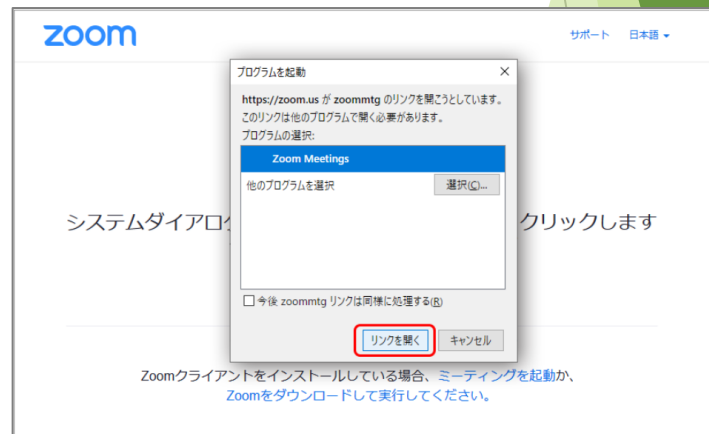 zoom
サポート 日本語
プログラムを起動
https://zoom.us が zoommtg のリンクを開こうとしています。
このリンクは他のプログラムで開く必要があります。
プログラムの選択:
Zoom Meetings
他のプログラムを選択 選択(C)...
システムダイアログ クリックします
今後 zoommtg リンクは同様に処理する(R)
リンクを開く キャンセル
Zoomクライアントをインストールしている場合、ミーティングを起動か、
Zoomをダウンロードして実行してください。